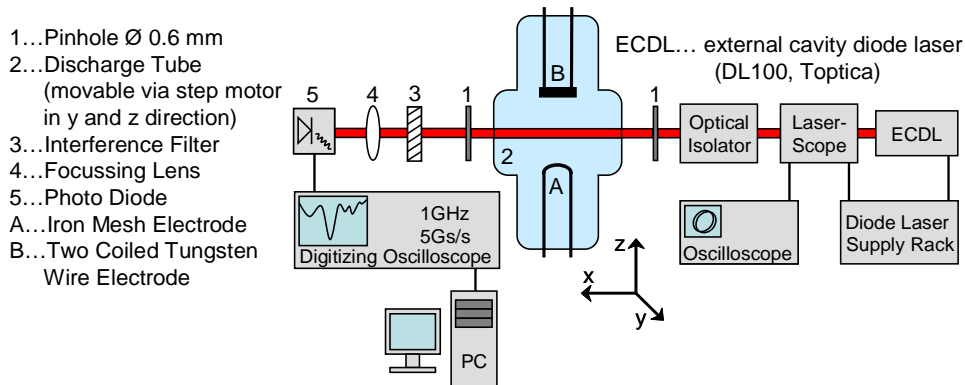 1…Pinhole Ø 0.6 mm
2…Discharge Tube
(movable via step motor
in y and z direction)
3…Interference Filter
4…Focussing Lens
5…Photo Diode
A…Iron Mesh Electrode
B…Two Coiled Tungsten
Wire Electrode
ECDL… external cavity diode laser
(DL100, Toptica)
5
4
3
1
B
1
2
A
Optical
Isolator
Laser-
Scope
ECDL
1GHz
5Gs/s
Digitizing Oscilloscope
Oscilloscope
Diode Laser
Supply Rack
z
x
y
PC